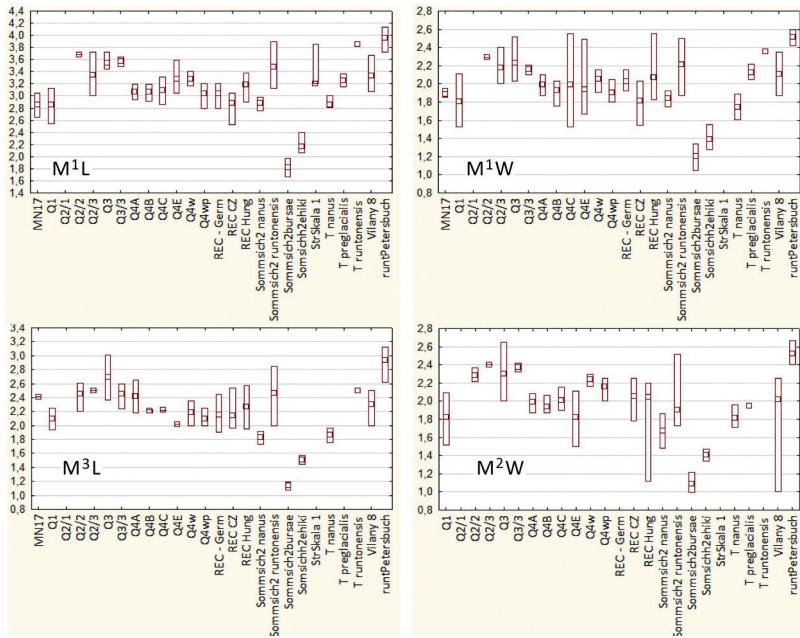 4,4
4,2
4,0
3,8
3,6
3,4
3,2
3,0
2,8
2,6
2,4
2,2
2,0
1,8
1,6
1,4
M¹L
MN17
Q1
Q2/1
Q2/2
Q2/3
Q3
Q3/3
Q4A
Q4B
Q4C
Q4E
Q4w
Q4wp
REC - Germ
REC CZ
REC Hung
Sommsich2 nanus
Sommsich2 runtonensis
Sommsich2bursae
Somsichh2ehiki
StrSkala 1
T nanus
T preglacialis
T runtonensis
Vilany 8
runtPetersbuch
2,8
2,6
2,4
2,2
2,0
1,8
1,6
1,4
1,2
1,0
0,8
M¹W
MN17
Q1
Q2/1
Q2/2
Q2/3
Q3
Q3/3
Q4A
Q4B
Q4C
Q4E
Q4w
Q4wp
REC - Germ
REC CZ
REC Hung
Sommsich2 nanus
Sommsich2 runtonensis
Sommsich2bursae
Somsichh2ehiki
StrSkala 1
T nanus
T preglacialis
T runtonensis
Vilany 8
runtPetersbuch
3,4
3,2
3,0
2,8
2,6
2,4
2,2
2,0
1,8
1,6
1,4
1,2
1,0
0,8
M³L
MN17
Q1
Q2/1
Q2/2
Q2/3
Q3
Q3/3
Q4A
Q4B
Q4C
Q4E
Q4w
Q4wp
REC - Germ
REC CZ
REC Hung
Sommsich2 nanus
Sommsich2 runtonensis
Sommsich2bursae
Somsichh2ehiki
StrSkala 1
T nanus
T preglacialis
T runtonensis
Vilany 8
runtPetersbuch
2,8
2,6
2,4
2,2
2,0
1,8
1,6
1,4
1,2
1,0
0,8
M²W
Q1
Q2/1
Q2/2
Q2/3
Q3
Q3/3
Q4A
Q4B
Q4C
Q4E
Q4w
Q4wp
REC - Germ
REC CZ
REC Hung
Sommsich2 nanus
Sommsich2 runtonensis
Sommsich2bursae
Somsichh2ehiki
StrSkala 1
T nanus
T preglacialis
T runtonensis
Vilany 8
runtPetersbuch